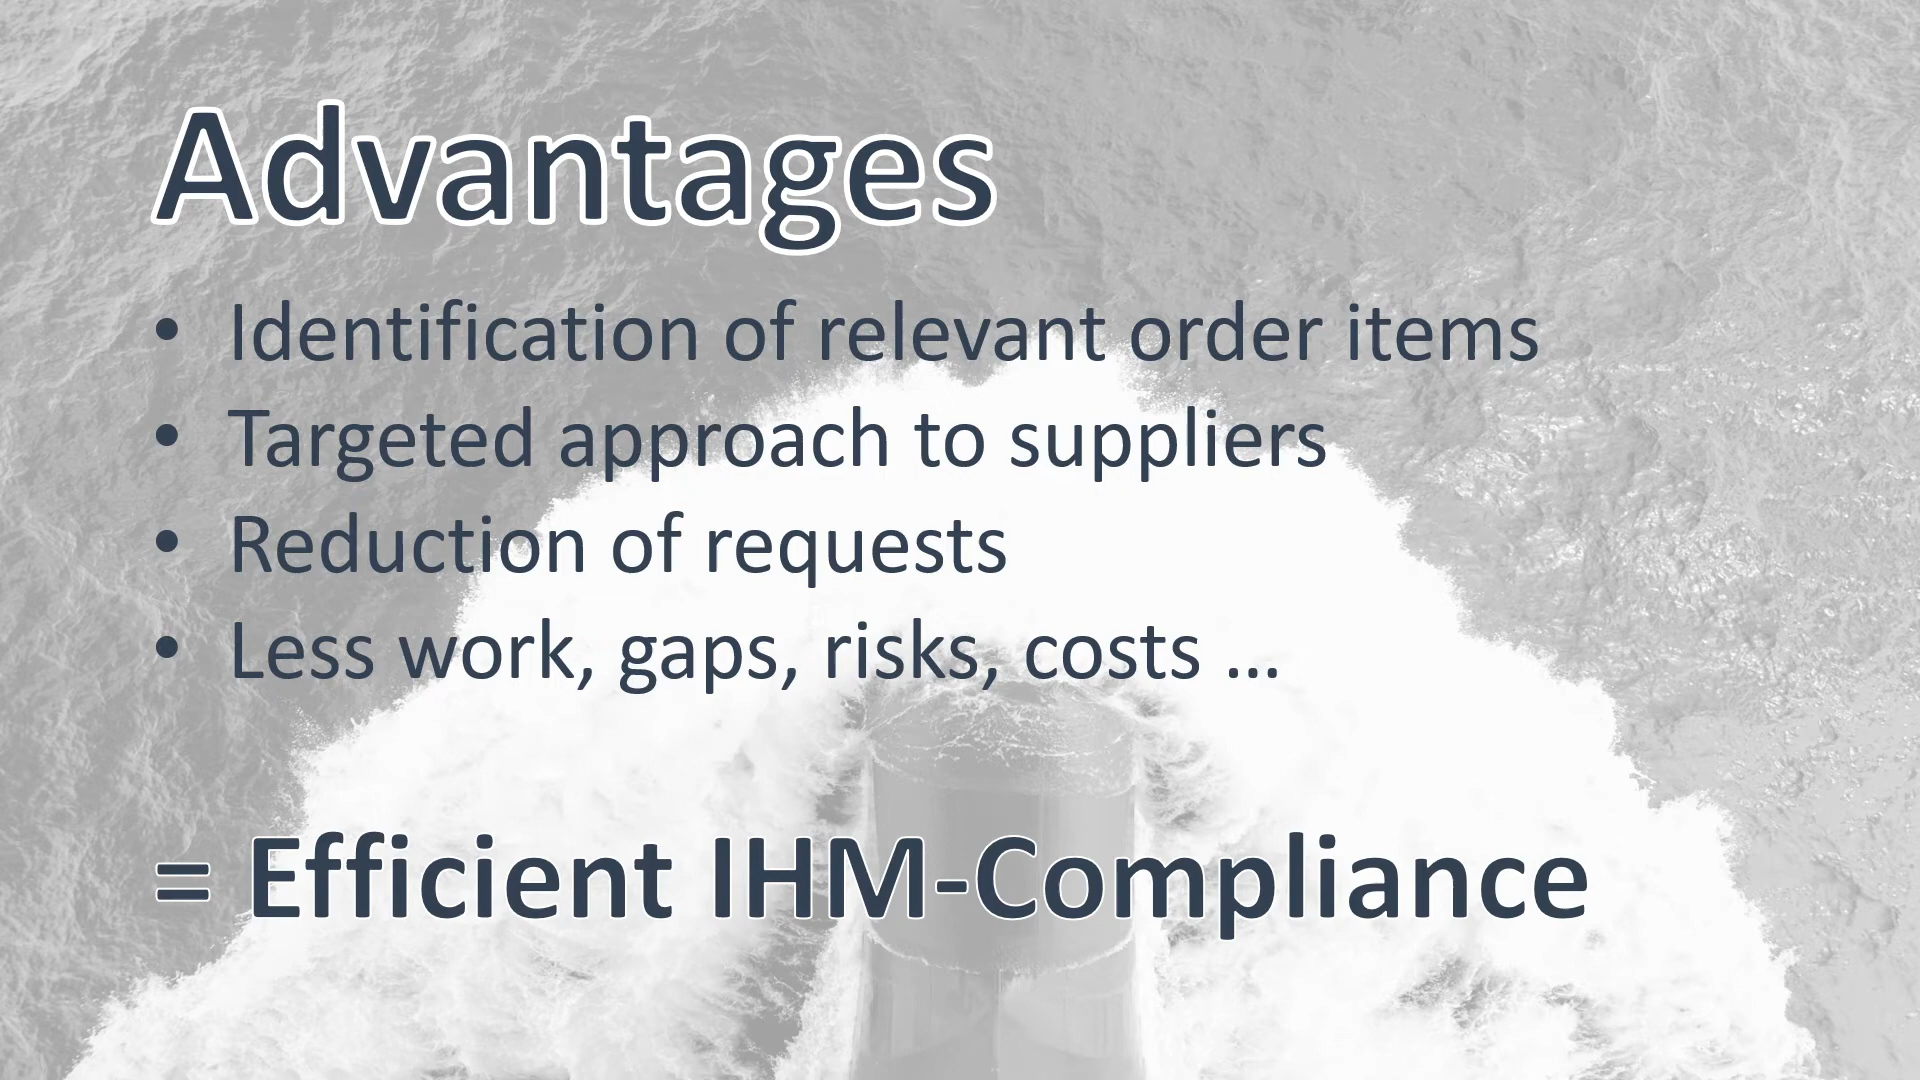 Advantages
• Identification of relevant order items
• Targeted approach to suppliers
• Reduction of requests
• Less work, gaps, risks, costs ...
= Efficient IHM-Compliance